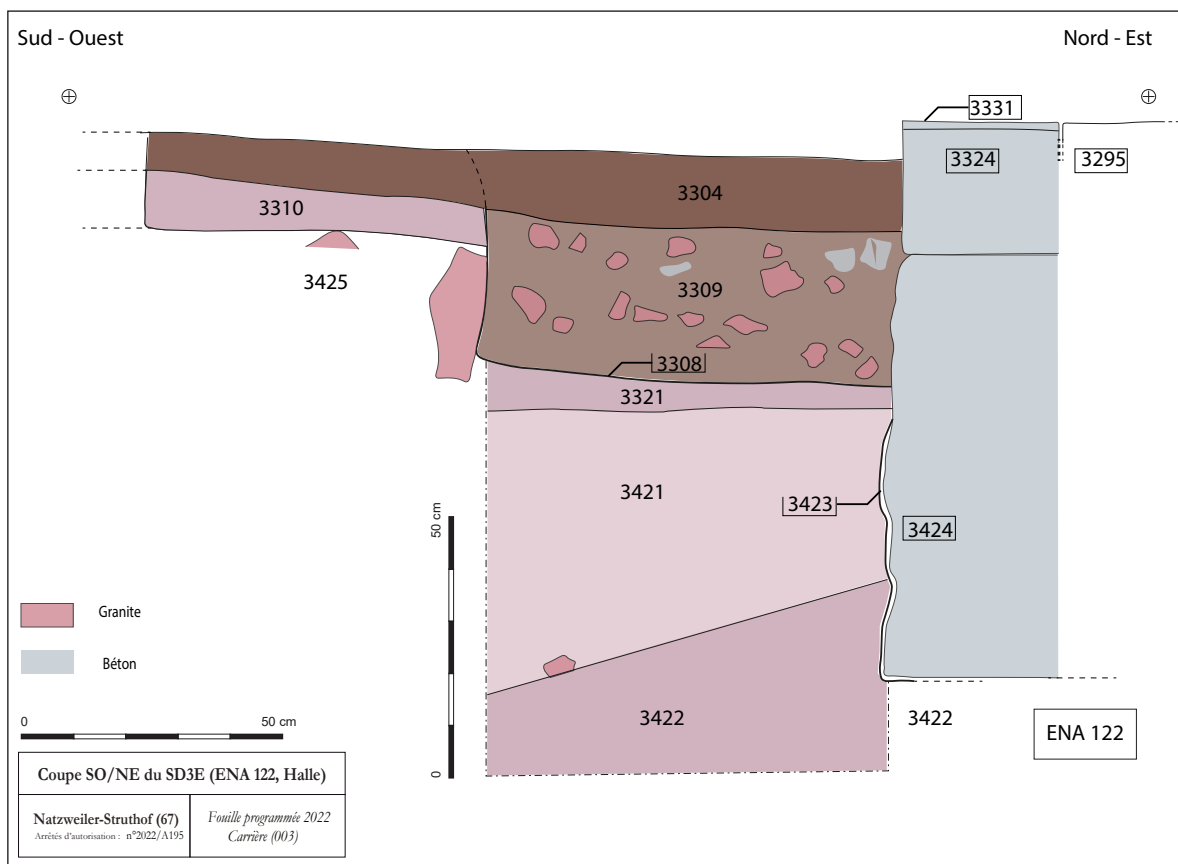 Sud - Ouest
Nord - Est
3331
3324
3295
3304
3310
3425
3309
3308
3321
3421
3423
3424
50 cm
0
Granite
Béton
0
50 cm
3422
3422
ENA 122
Coupe SO/NE du SD3E (ENA 122, Halle)
Natzweiler-Struthof (67)
Arrêtés d'autorisation : n°2022/A195
Fouille programmée 2022
Carrière (003)